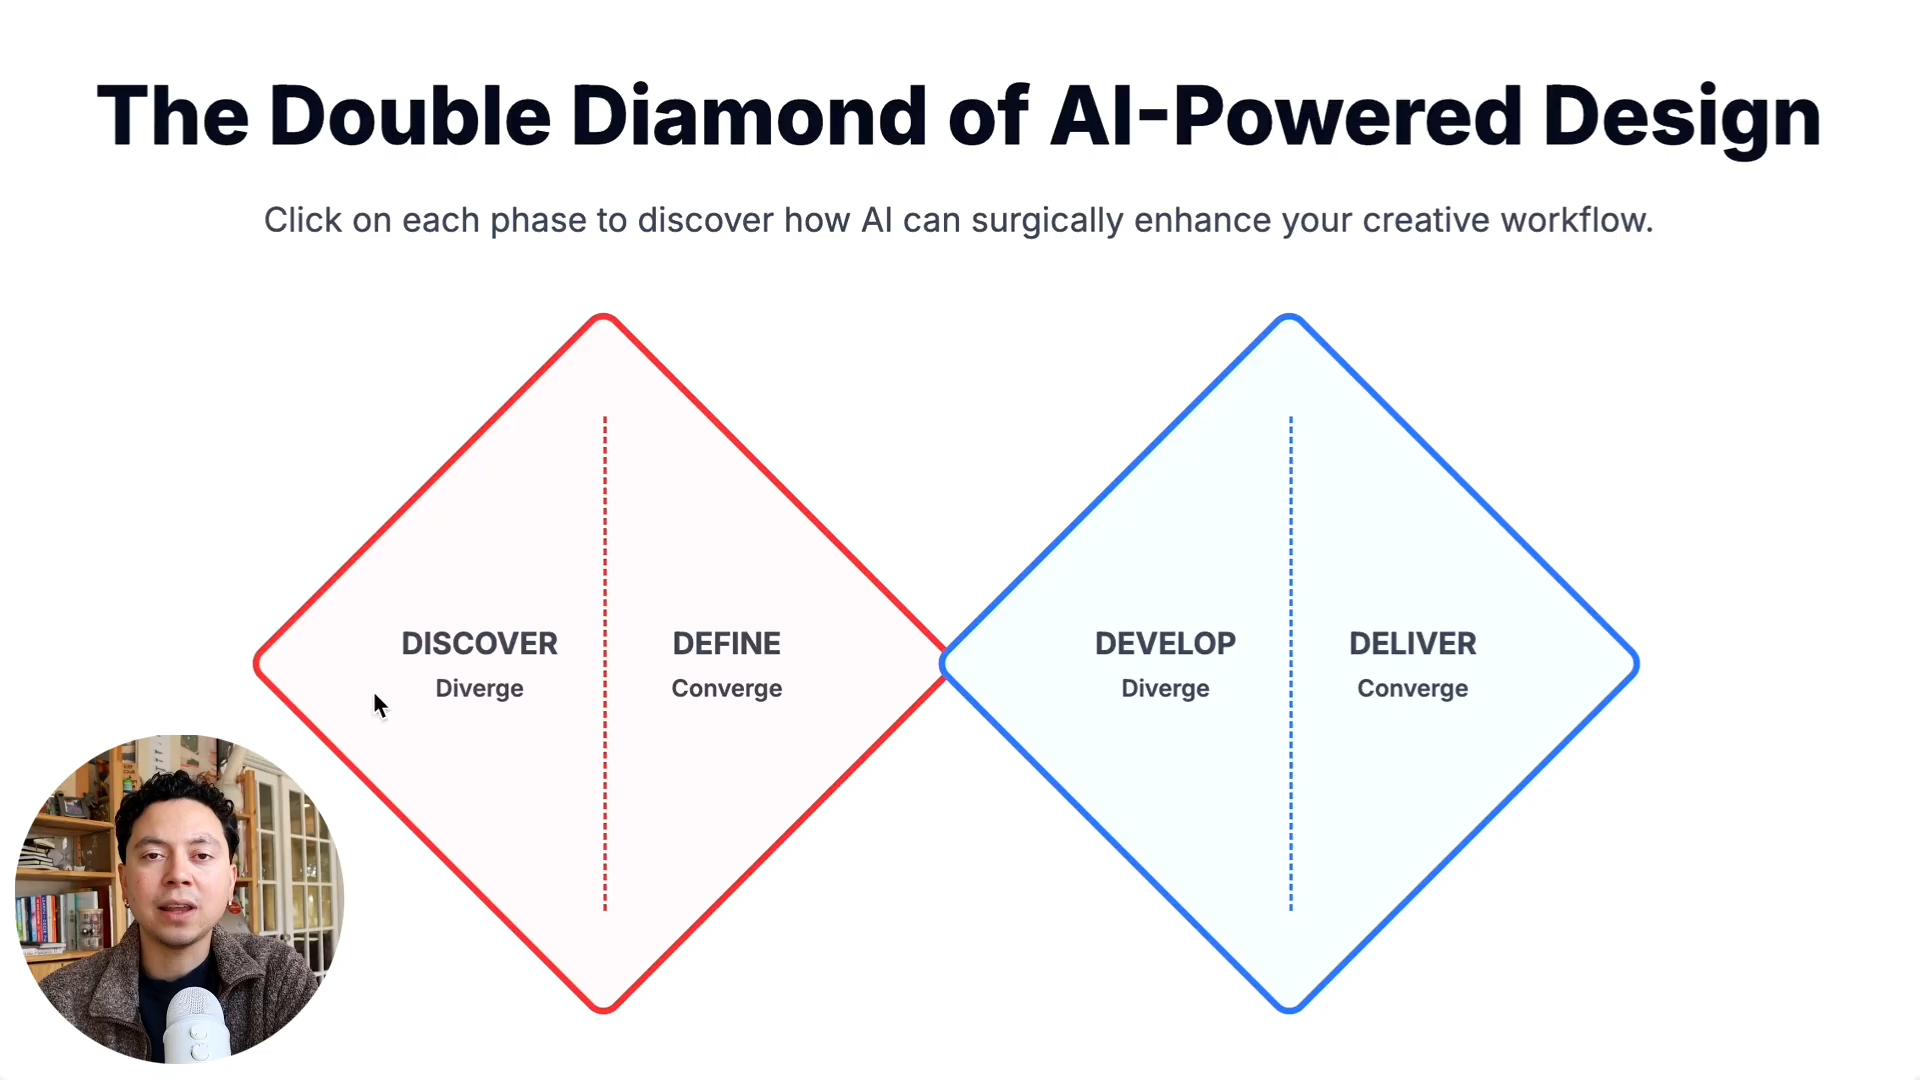 The Double Diamond of AI-Powered Design
Click on each phase to discover how AI can surgically enhance your creative workflow.
DISCOVER
Diverge
DEFINE
Converge
DEVELOP
Diverge
DELIVER
Converge